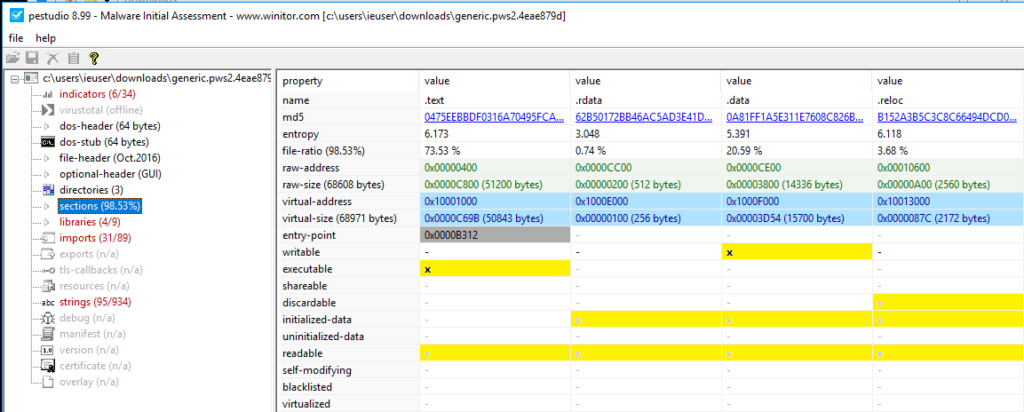 pestudio 8.99 - Malware Initial Assessment - www.winitor.com [c:\users\ieuser\downloads\generic.pws2.4eae879d]
file help
c:\users\ieuser\downloads\generic.pws2.4eae879
indicators (6/34)
virustotal (offline)
dos-header (64 bytes)
dos-stub (64 bytes)
file-header (Oct.2016)
optional-header (GUI)
directories (3)
sections (98.53%)
libraries (4/9)
imports (31/89)
exports (n/a)
tls-callbacks (n/a)
resources (n/a)
abc strings (95/934)
debug (n/a)
manifest (n/a)
1.0 version (n/a)
certificate (n/a)
overlay (n/a)
property value value value value
name .text .rdata .data .reloc
md5 0475EEBBDF0316A70495FCA... 62B50172BB46AC5AD3E41D... 0A81FF1A5E311E7608C826B... B152A3B5C3C8C66494DCD0...
entropy 6.173 3.048 5.391 6.118
file-ratio (98.53%) 73.53 % 0.74 % 20.59 % 3.68 %
raw-address 0x00000400 0x0000CC00 0x0000CE00 0x00010600
raw-size (68608 bytes) 0x0000C800 (51200 bytes) 0x00000200 (512 bytes) 0x00003800 (14336 bytes) 0x00000A00 (2560 bytes)
virtual-address 0x10001000 0x1000E000 0x1000F000 0x10013000
virtual-size (68971 bytes) 0x0000C69B (50843 bytes) 0x00000100 (256 bytes) 0x00003D54 (15700 bytes) 0x0000087C (2172 bytes)
entry-point 0x0000B312 - - -
writable - - x -
executable x - - -
shareable - - - -
discardable - - - x
initialized-data - x x x
uninitialized-data - - - -
readable x x x x
self-modifying - - - -
blacklisted - - - -
virtualized - - - -